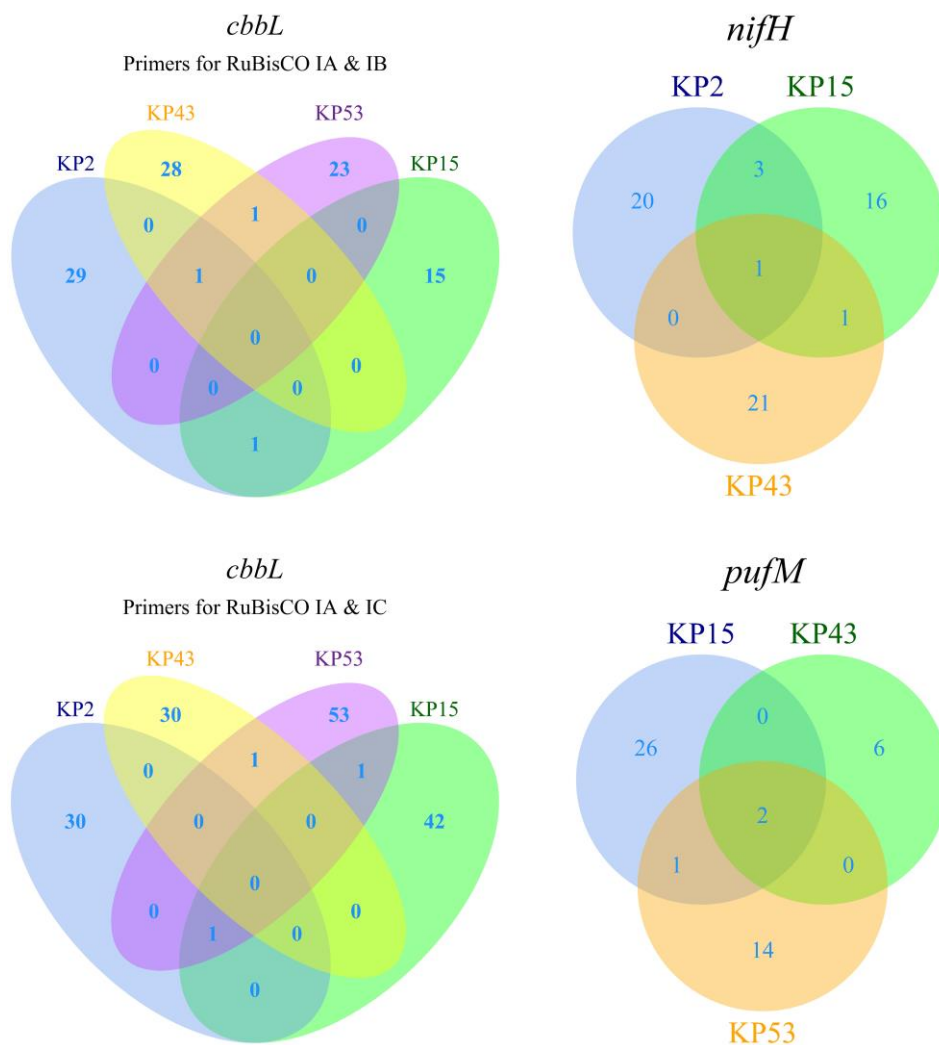 cbbL
Primers for RuBisCO IA & IB
KP43
KP53
KP2
KP15
28
23
0
1
0
29
1
0
15
0
0
0
0
0
1
nifH
KP2
KP15
3
20
16
1
0
1
21
KP43
cbbL
Primers for RuBisCO IA & IC
KP43
KP53
KP2
KP15
30
53
0
1
1
30
0
0
42
0
0
0
1
0
0
pufM
KP15
KP43
0
26
6
2
1
0
14
KP53